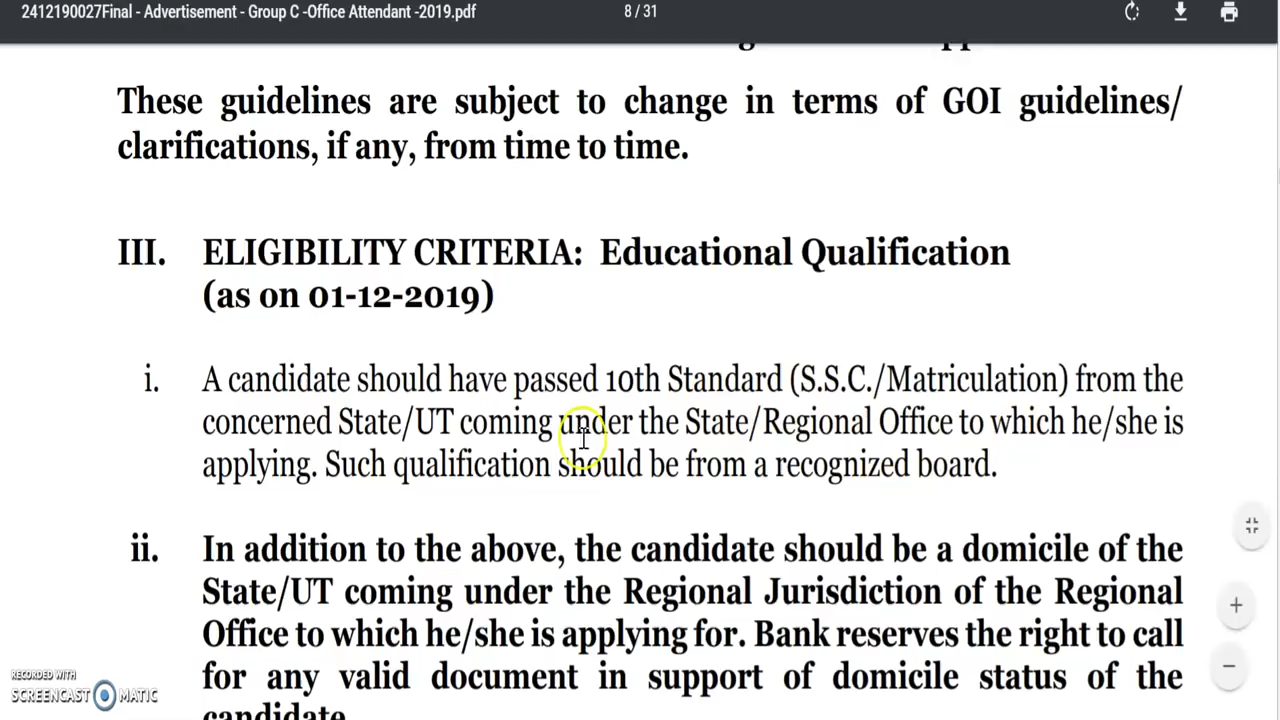 2412190027Final - Advertisement - Group C -Office Attendant -2019.pdf
8 / 31
These guidelines are subject to change in terms of GOI guidelines/
clarifications, if any, from time to time.
III. ELIGIBILITY CRITERIA: Educational Qualification
(as on 01-12-2019)
i. A candidate should have passed 10th Standard (S.S.C./Matriculation) from the
concerned State/UT coming under the State/Regional Office to which he/she is
applying. Such qualification should be from a recognized board.
ii. In addition to the above, the candidate should be a domicile of the
State/UT coming under the Regional Jurisdiction of the Regional
Office to which he/she is applying for. Bank reserves the right to call
for any valid document in support of domicile status of the
candidate
RECORDED WITH
SCREENCAST MATIC